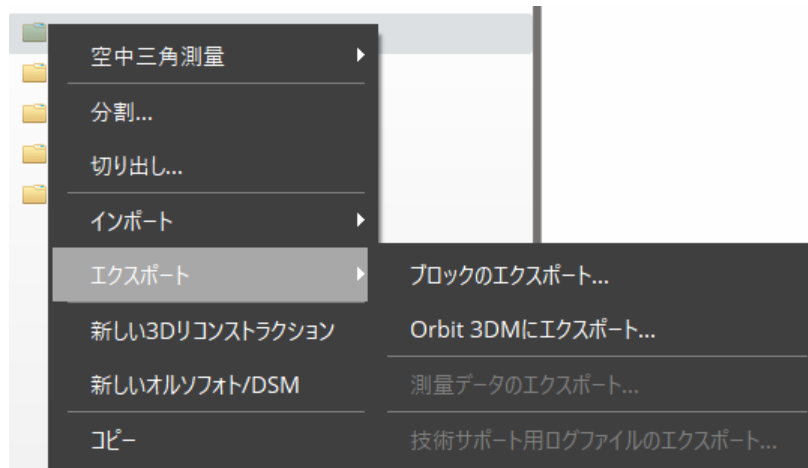 空中三角測量
分割...
切り出し...
インポート
エクスポート
ブロックのエクスポート...
新しい3Dリコンストラクション
Orbit 3DMにエクスポート...
新しいオルソフォト/DSM
測量データのエクスポート...
コピー
技術サポート用ログファイルのエクスポート...